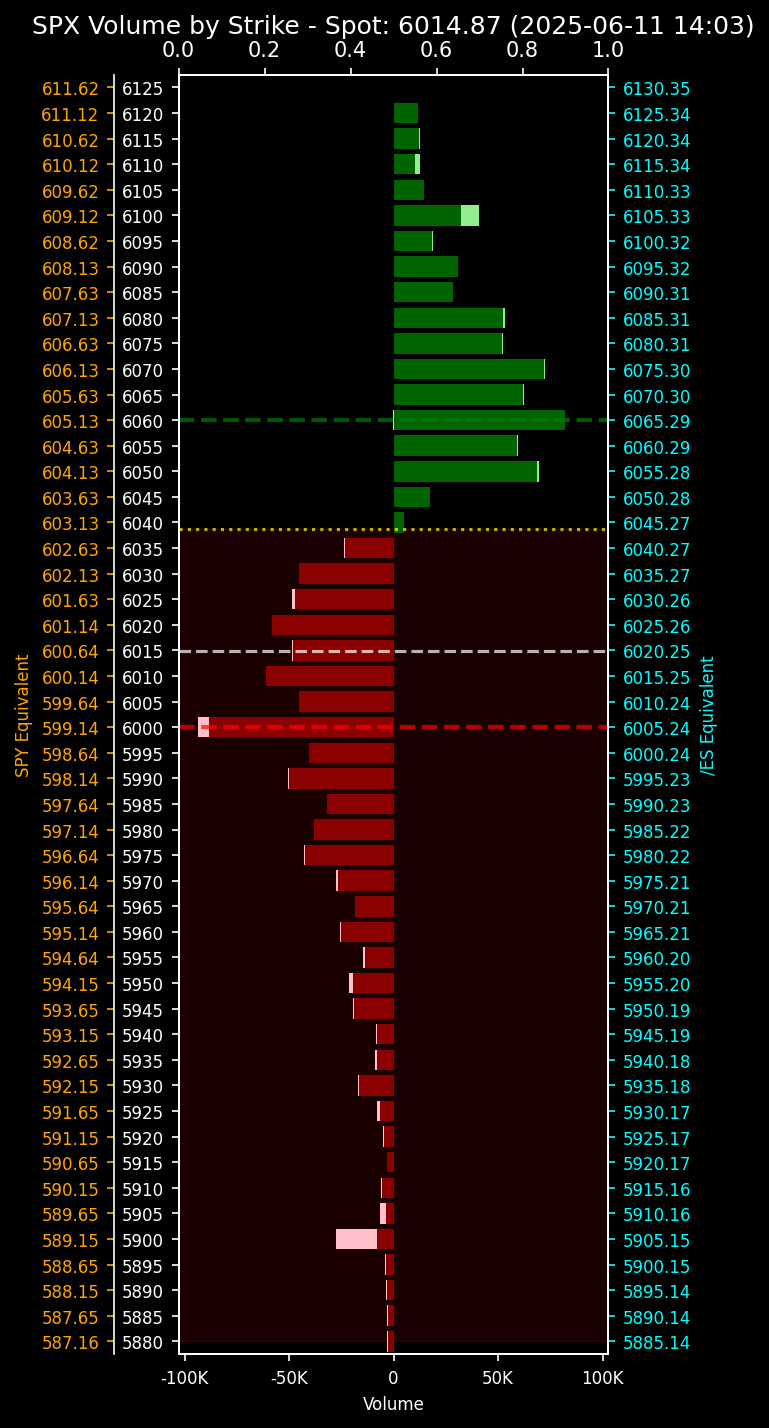 SPX Volume by Strike - Spot: 6014.87 (2025-06-11 14:03)
0.0 0.2 0.4 0.6 0.8 1.0
611.62 6125 6130.35
611.12 6120 6125.34
610.62 6115 6120.34
610.12 6110 6115.34
609.62 6105 6110.33
609.12 6100 6105.33
608.62 6095 6100.32
608.13 6090 6095.32
607.63 6085 6090.31
607.13 6080 6085.31
606.63 6075 6080.31
606.13 6070 6075.30
605.63 6065 6070.30
605.13 6060 6065.29
604.63 6055 6060.29
604.13 6050 6055.28
603.63 6045 6050.28
603.13 6040 6045.27
602.63 6035 6040.27
602.13 6030 6035.27
601.63 6025 6030.26
601.14 6020 6025.26
600.64 6015 6020.25
600.14 6010 6015.25
599.64 6005 6010.24
599.14 6000 6005.24
598.64 5995 6000.24
598.14 5990 5995.23
597.64 5985 5990.23
597.14 5980 5985.22
596.64 5975 5980.22
596.14 5970 5975.21
595.64 5965 5970.21
595.14 5960 5965.21
594.64 5955 5960.20
594.15 5950 5955.20
593.65 5945 5950.19
593.15 5940 5945.19
592.65 5935 5940.18
592.15 5930 5935.18
591.65 5925 5930.17
591.15 5920 5925.17
590.65 5915 5920.17
590.15 5910 5915.16
589.65 5905 5910.16
589.15 5900 5905.15
588.65 5895 5900.15
588.15 5890 5895.14
587.65 5885 5890.14
587.16 5880 5885.14
SPY Equivalent
/ES Equivalent
-100K -50K 0 50K 100K
Volume